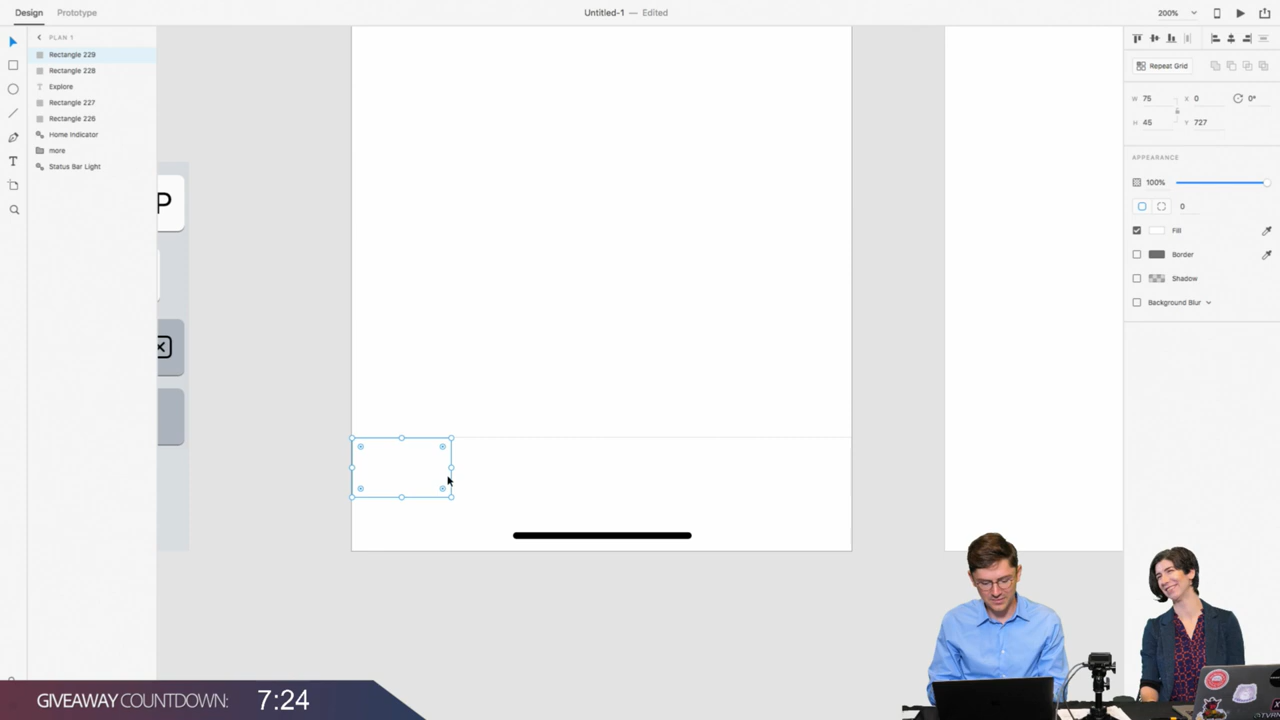 Design
Prototype
Untitled-1 — Edited
200%
PLAN 1
Rectangle 229
Rectangle 228
T Explore
Rectangle 227
Rectangle 226
Home Indicator
more
Status Bar Light
T
P
Repeat Grid
W 75
X 0
0°
H 45
Y 727
APPEARANCE
100%
0
Fill
Border
Shadow
Background Blur
GIVEAWAY COUNTDOWN: 7:24